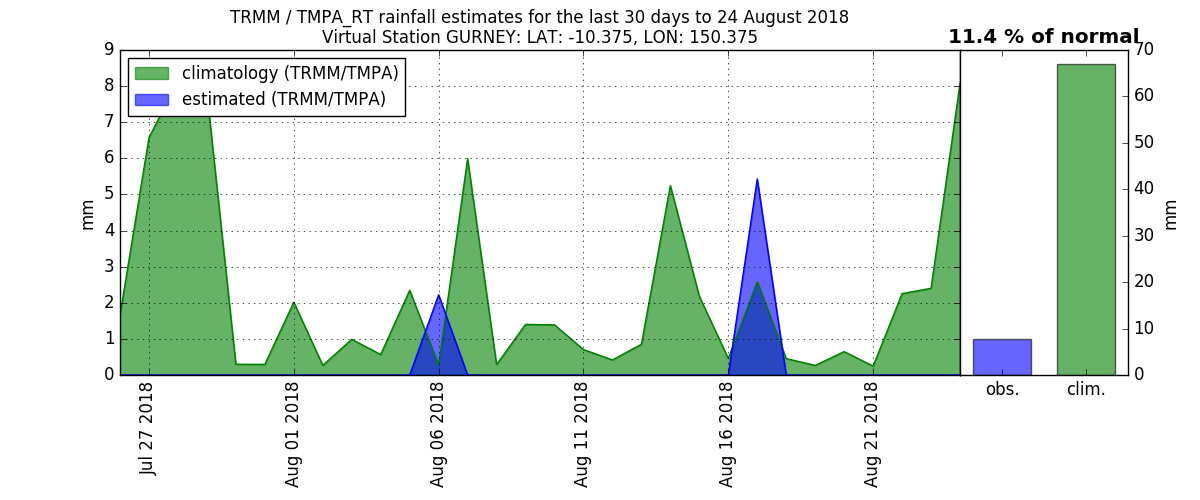 TRMM / TMPA_RT rainfall estimates for the last 30 days to 24 August 2018
Virtual Station GURNEY: LAT: -10.375, LON: 150.375
11.4 % of normal
climatology (TRMM/TMPA)
estimated (TRMM/TMPA)
9
8
7
6
5
4
3
2
1
0
mm
Jul 27 2018
Aug 01 2018
Aug 06 2018
Aug 11 2018
Aug 16 2018
Aug 21 2018
70
60
50
40
30
20
10
0
mm
obs.
clim.